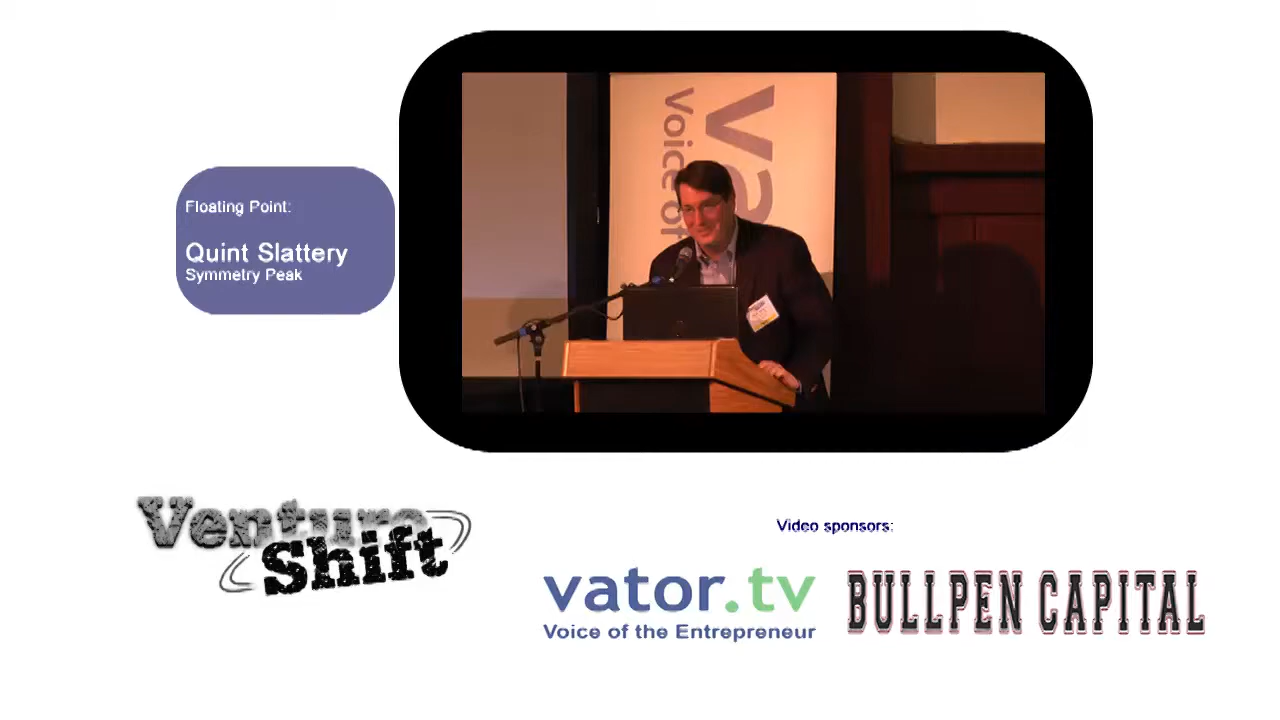 Floating Point:
Quint Slattery
Symmetry Peak
va
Voice of
Venture
Shift
Video sponsors:
vator.tv
Voice of the Entrepreneur
BULLPEN CAPITAL